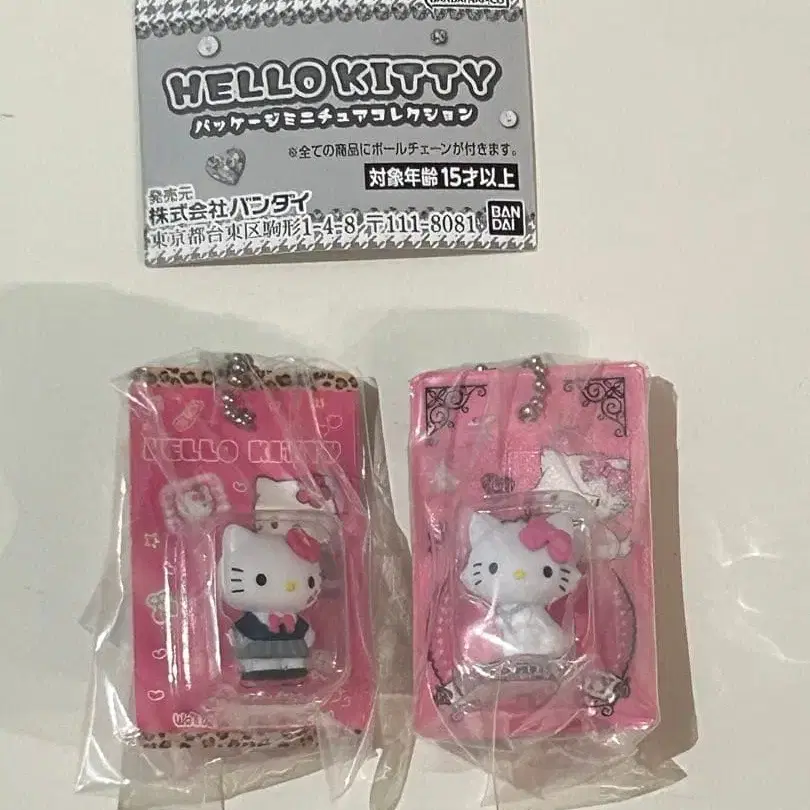 HELLO KITTY
パッケージミニチュアコレクション
※全ての商品にボールチェーンが付きます。
対象年齢 15才以上
発売元
株式会社バンダイ
東京都台東区駒形1-4-8 〒111-8081
BAN
DAI
HELLO KITTY